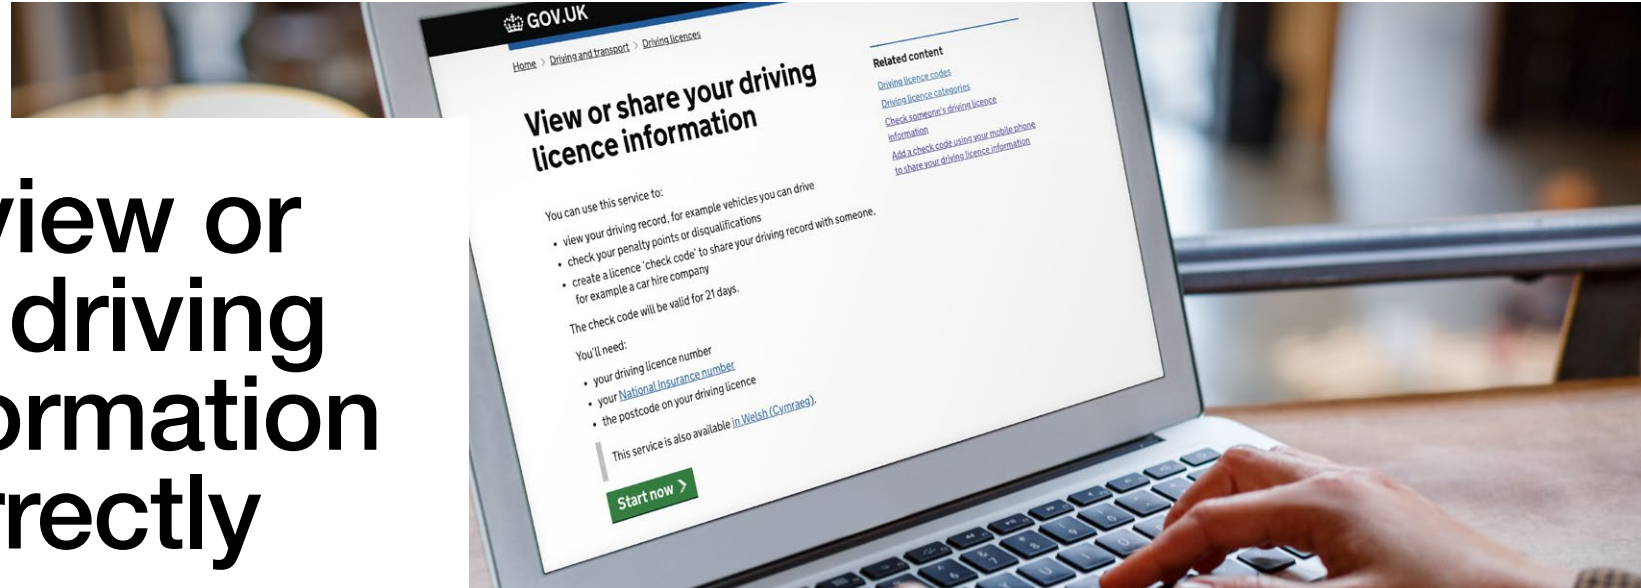 view or
driving
ormation
rrectly
GOV.UK
Home > Driving and transport > Driving licences
View or share your driving
licence information
You can use this service to:
• view your driving record, for example vehicles you can drive
• check your penalty points or disqualifications
• create a licence 'check code' to share your driving record with someone,
for example a car hire company
The check code will be valid for 21 days.
You'll need:
• your driving licence number
• your National Insurance number
• the postcode on your driving licence
This service is also available in Welsh (Cymraeg).
Start now >
Related content
Driving licence codes
Driving licence categories
Check someone's driving licence
information
Add a check code using your mobile phone
to share your driving licence information